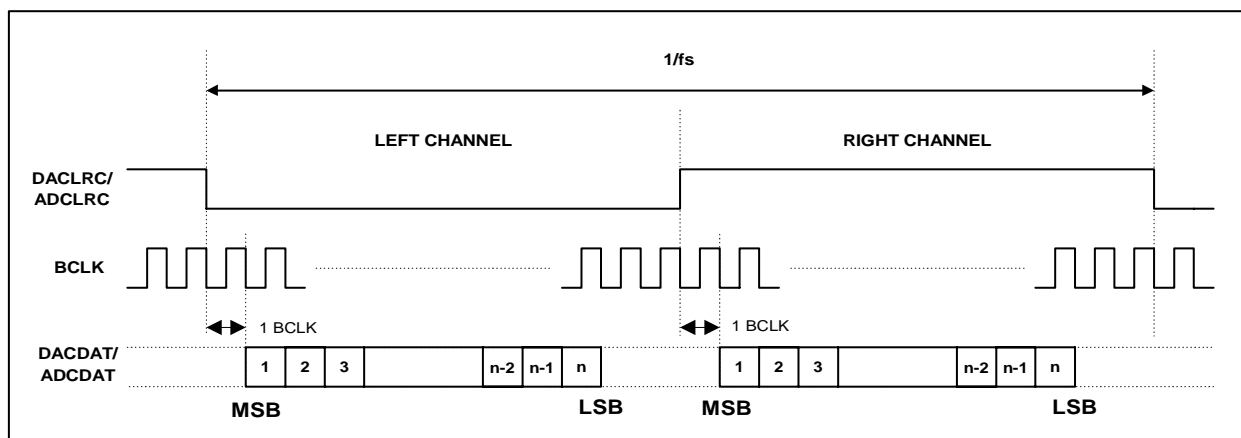 1/fs
LEFT CHANNEL
RIGHT CHANNEL
DACLRC/
ADCLRC
BCLK
1 BCLK
1 BCLK
DACDAT/
ADCDAT
1 2 3 n-2 n-1 n
1 2 3 n-2 n-1 n
MSB
LSB
MSB
LSB